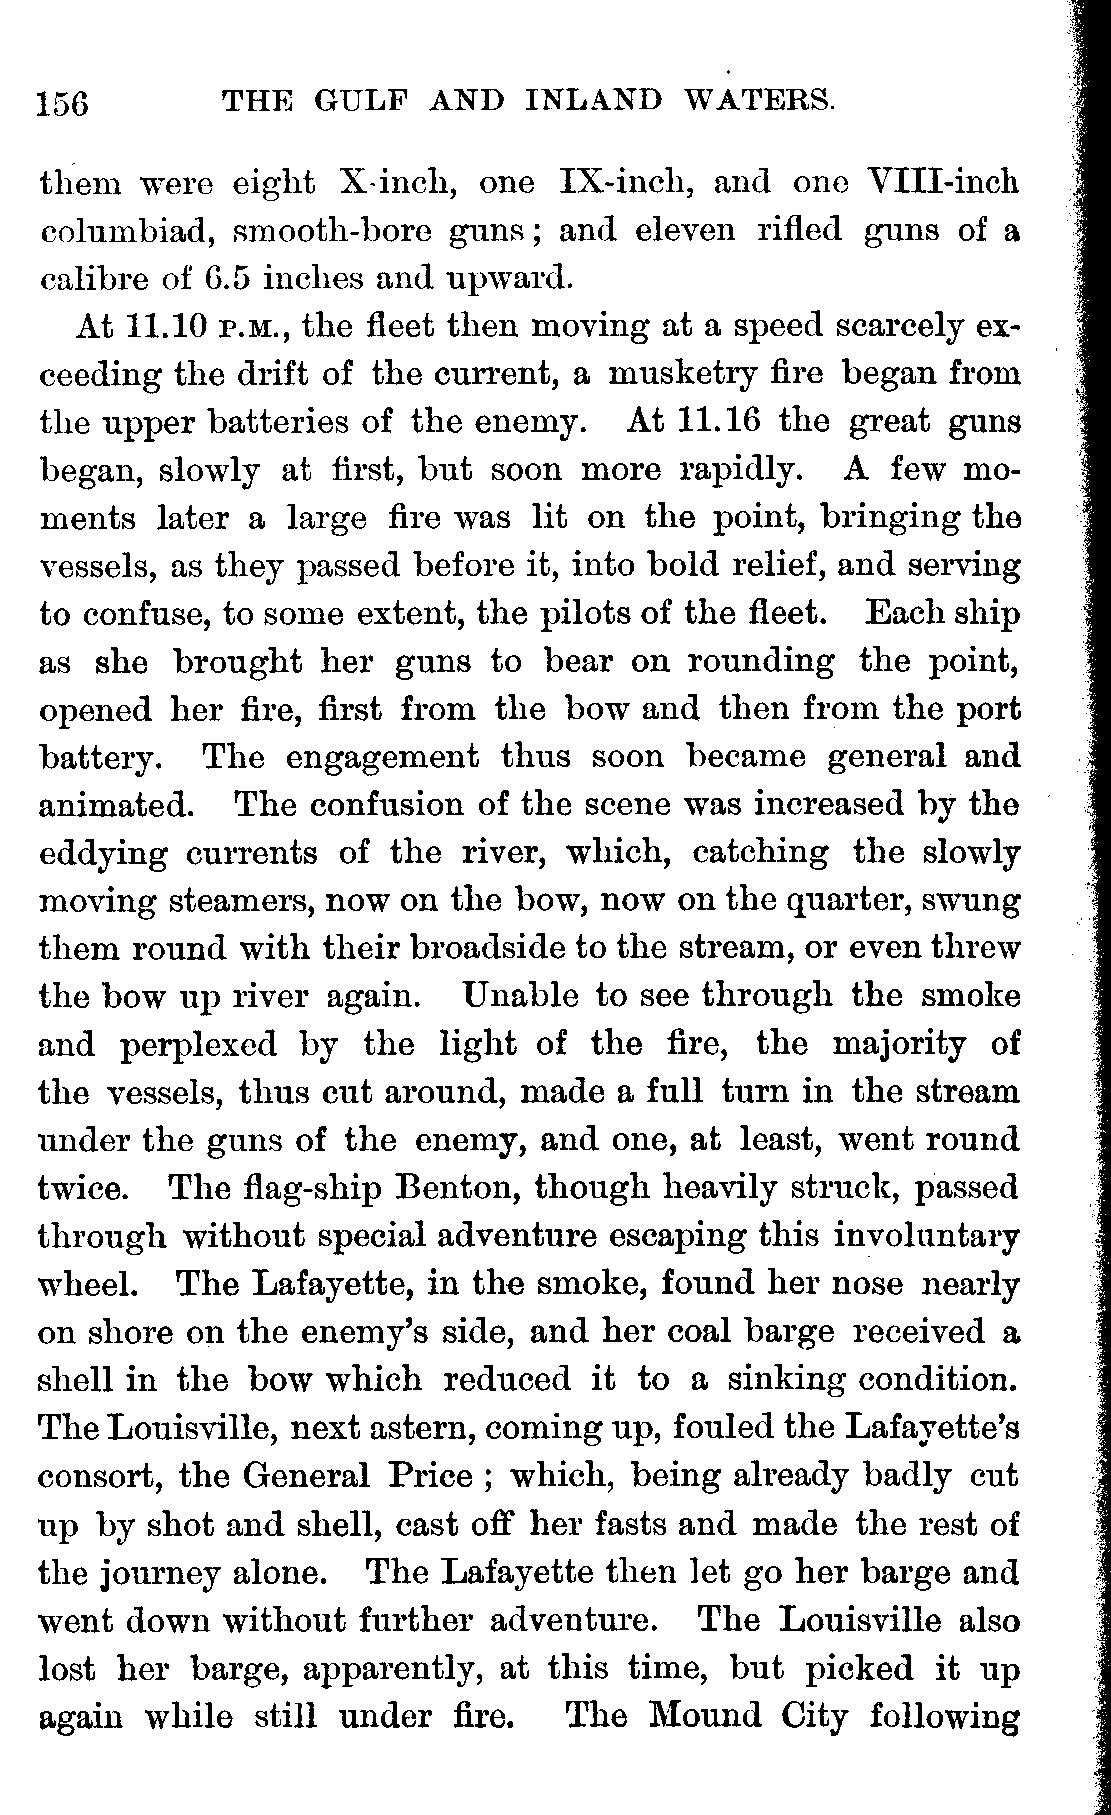 156 THE GULF AND INLAND WATERS.
them were eight X-inch, one IX-inch, and one VIII-inch
columbiad, smooth-bore guns; and eleven rifled guns of a
calibre of 6.5 inches and upward.
At 11.10 P.M., the fleet then moving at a speed scarcely ex-
ceeding the drift of the current, a musketry fire began from
the upper batteries of the enemy. At 11.16 the great guns
began, slowly at first, but soon more rapidly. A few mo-
ments later a large fire was lit on the point, bringing the
vessels, as they passed before it, into bold relief, and serving
to confuse, to some extent, the pilots of the fleet. Each ship
as she brought her guns to bear on rounding the point,
opened her fire, first from the bow and then from the port
battery. The engagement thus soon became general and
animated. The confusion of the scene was increased by the
eddying currents of the river, which, catching the slowly
moving steamers, now on the bow, now on the quarter, swung
them round with their broadside to the stream, or even threw
the bow up river again. Unable to see through the smoke
and perplexed by the light of the fire, the majority of
the vessels, thus cut around, made a full turn in the stream
under the guns of the enemy, and one, at least, went round
twice. The flag-ship Benton, though heavily struck, passed
through without special adventure escaping this involuntary
wheel. The Lafayette, in the smoke, found her nose nearly
on shore on the enemy's side, and her coal barge received a
shell in the bow which reduced it to a sinking condition.
The Louisville, next astern, coming up, fouled the Lafayette's
consort, the General Price; which, being already badly cut
up by shot and shell, cast off her fasts and made the rest of
the journey alone. The Lafayette then let go her barge and
went down without further adventure. The Louisville also
lost her barge, apparently, at this time, but picked it up
again while still under fire. The Mound City following